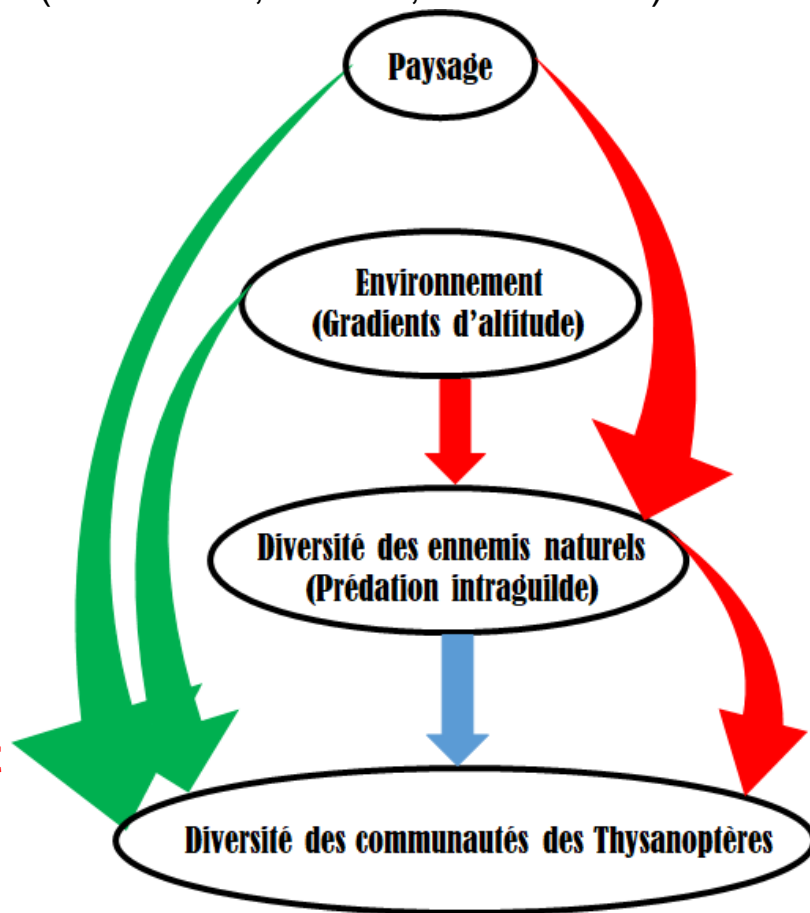 Paysage
Environnement
(Gradients d'altitude)
Diversité des ennemis naturels
(Prédation intraguilde)
Diversité des communautés des Thysanoptères